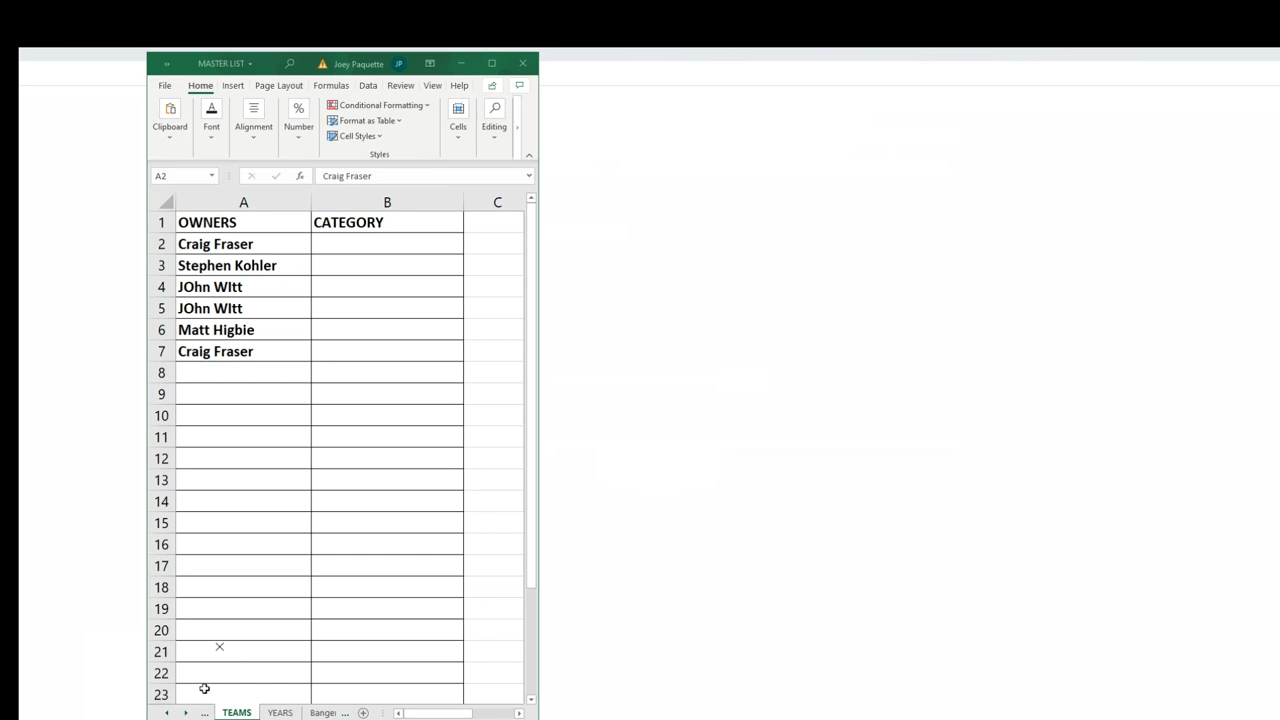 MASTER LIST
Joey Paquette JP
File Home Insert Page Layout Formulas Data Review View Help
Clipboard Font Alignment Number Conditional Formatting Format as Table Cell Styles Cells Editing
Styles
A2 fx Craig Fraser
A B C
1 OWNERS CATEGORY
2 Craig Fraser
3 Stephen Kohler
4 JOhn WItt
5 JOhn WItt
6 Matt Higbie
7 Craig Fraser
8
9
10
11
12
13
14
15
16
17
18
19
20
21
22
23
... TEAMS YEARS Banger ...